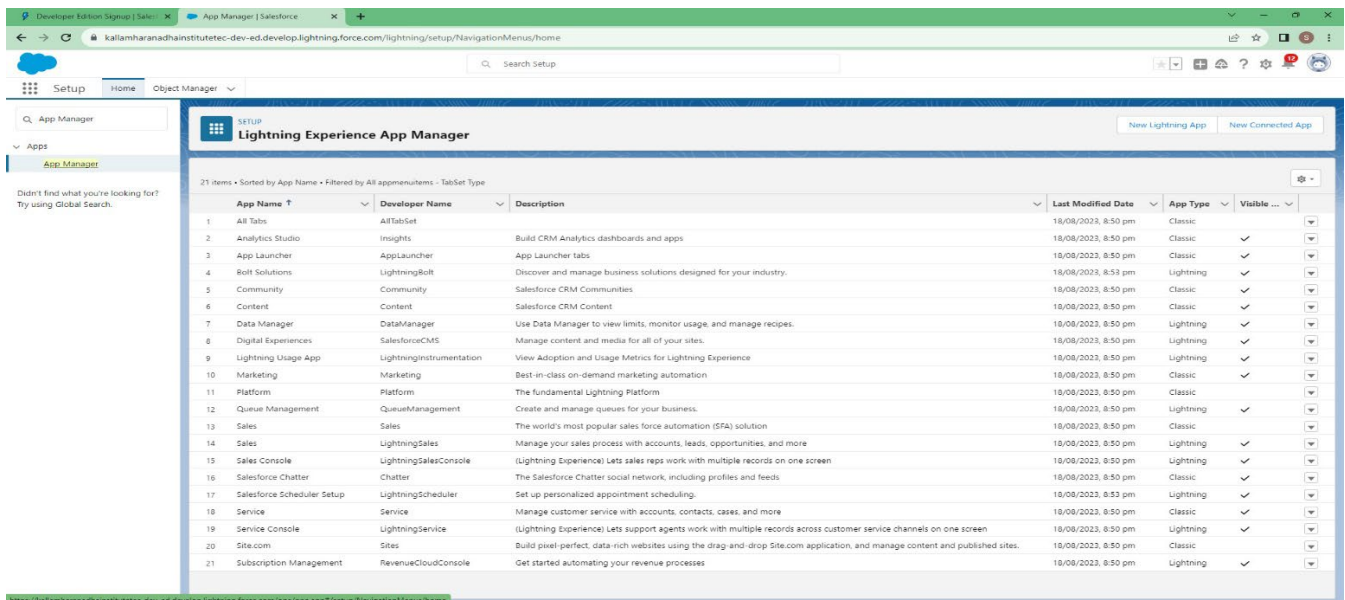 Developer Edition Signup | Sales
App Manager | Salesforce
kallamharanadhainstitutetec-dev-ed.develop.lightning.force.com/lightning/setup/NavigationMenus/home
S
Search Setup
12
Setup Home Object Manager
App Manager
Apps
App Manager
Didn't find what you're looking for?
Try using Global Search.
SETUP
Lightning Experience App Manager
New Lightning App New Connected App
21 items • Sorted by App Name • Filtered by All appmenuitems - TabSet Type
App Name ↑ Developer Name Description Last Modified Date App Type Visible ...
1 All Tabs AllTabSet 18/08/2023, 8:50 pm Classic
2 Analytics Studio Insights Build CRM Analytics dashboards and apps 18/08/2023, 8:50 pm Classic
3 App Launcher AppLauncher App Launcher tabs 18/08/2023, 8:50 pm Classic
4 Bolt Solutions LightningBolt Discover and manage business solutions designed for your industry. 18/08/2023, 8:53 pm Lightning
5 Community Community Salesforce CRM Communities 18/08/2023, 8:50 pm Classic
6 Content Content Salesforce CRM Content 18/08/2023, 8:50 pm Classic
7 Data Manager DataManager Use Data Manager to view limits, monitor usage, and manage recipes. 18/08/2023, 8:50 pm Lightning
8 Digital Experiences SalesforceCMS Manage content and media for all of your sites. 18/08/2023, 8:50 pm Lightning
9 Lightning Usage App LightningInstrumentation View Adoption and Usage Metrics for Lightning Experience 18/08/2023, 8:50 pm Lightning
10 Marketing Marketing Best-in-class on-demand marketing automation 18/08/2023, 8:50 pm Classic
11 Platform Platform The fundamental Lightning Platform 18/08/2023, 8:50 pm Classic
12 Queue Management QueueManagement Create and manage queues for your business. 18/08/2023, 8:50 pm Lightning
13 Sales Sales The world's most popular sales force automation (SFA) solution 18/08/2023, 8:50 pm Classic
14 Sales LightningSales Manage your sales process with accounts, leads, opportunities, and more 18/08/2023, 8:50 pm Lightning
15 Sales Console LightningSalesConsole (Lightning Experience) Lets sales reps work with multiple records on one screen 18/08/2023, 8:50 pm Lightning
16 Salesforce Chatter Chatter The Salesforce Chatter social network, including profiles and feeds 18/08/2023, 8:50 pm Classic
17 Salesforce Scheduler Setup LightningScheduler Set up personalized appointment scheduling. 18/08/2023, 8:53 pm Lightning
18 Service Service Manage customer service with accounts, contacts, cases, and more 18/08/2023, 8:50 pm Classic
19 Service Console LightningService (Lightning Experience) Lets support agents work with multiple records across customer service channels on one screen 18/08/2023, 8:50 pm Lightning
20 Site.com Sites Build pixel-perfect, data-rich websites using the drag-and-drop Site.com application, and manage content and published sites. 18/08/2023, 8:50 pm Classic
21 Subscription Management RevenueCloudConsole Get started automating your revenue processes 18/08/2023, 8:50 pm Lightning